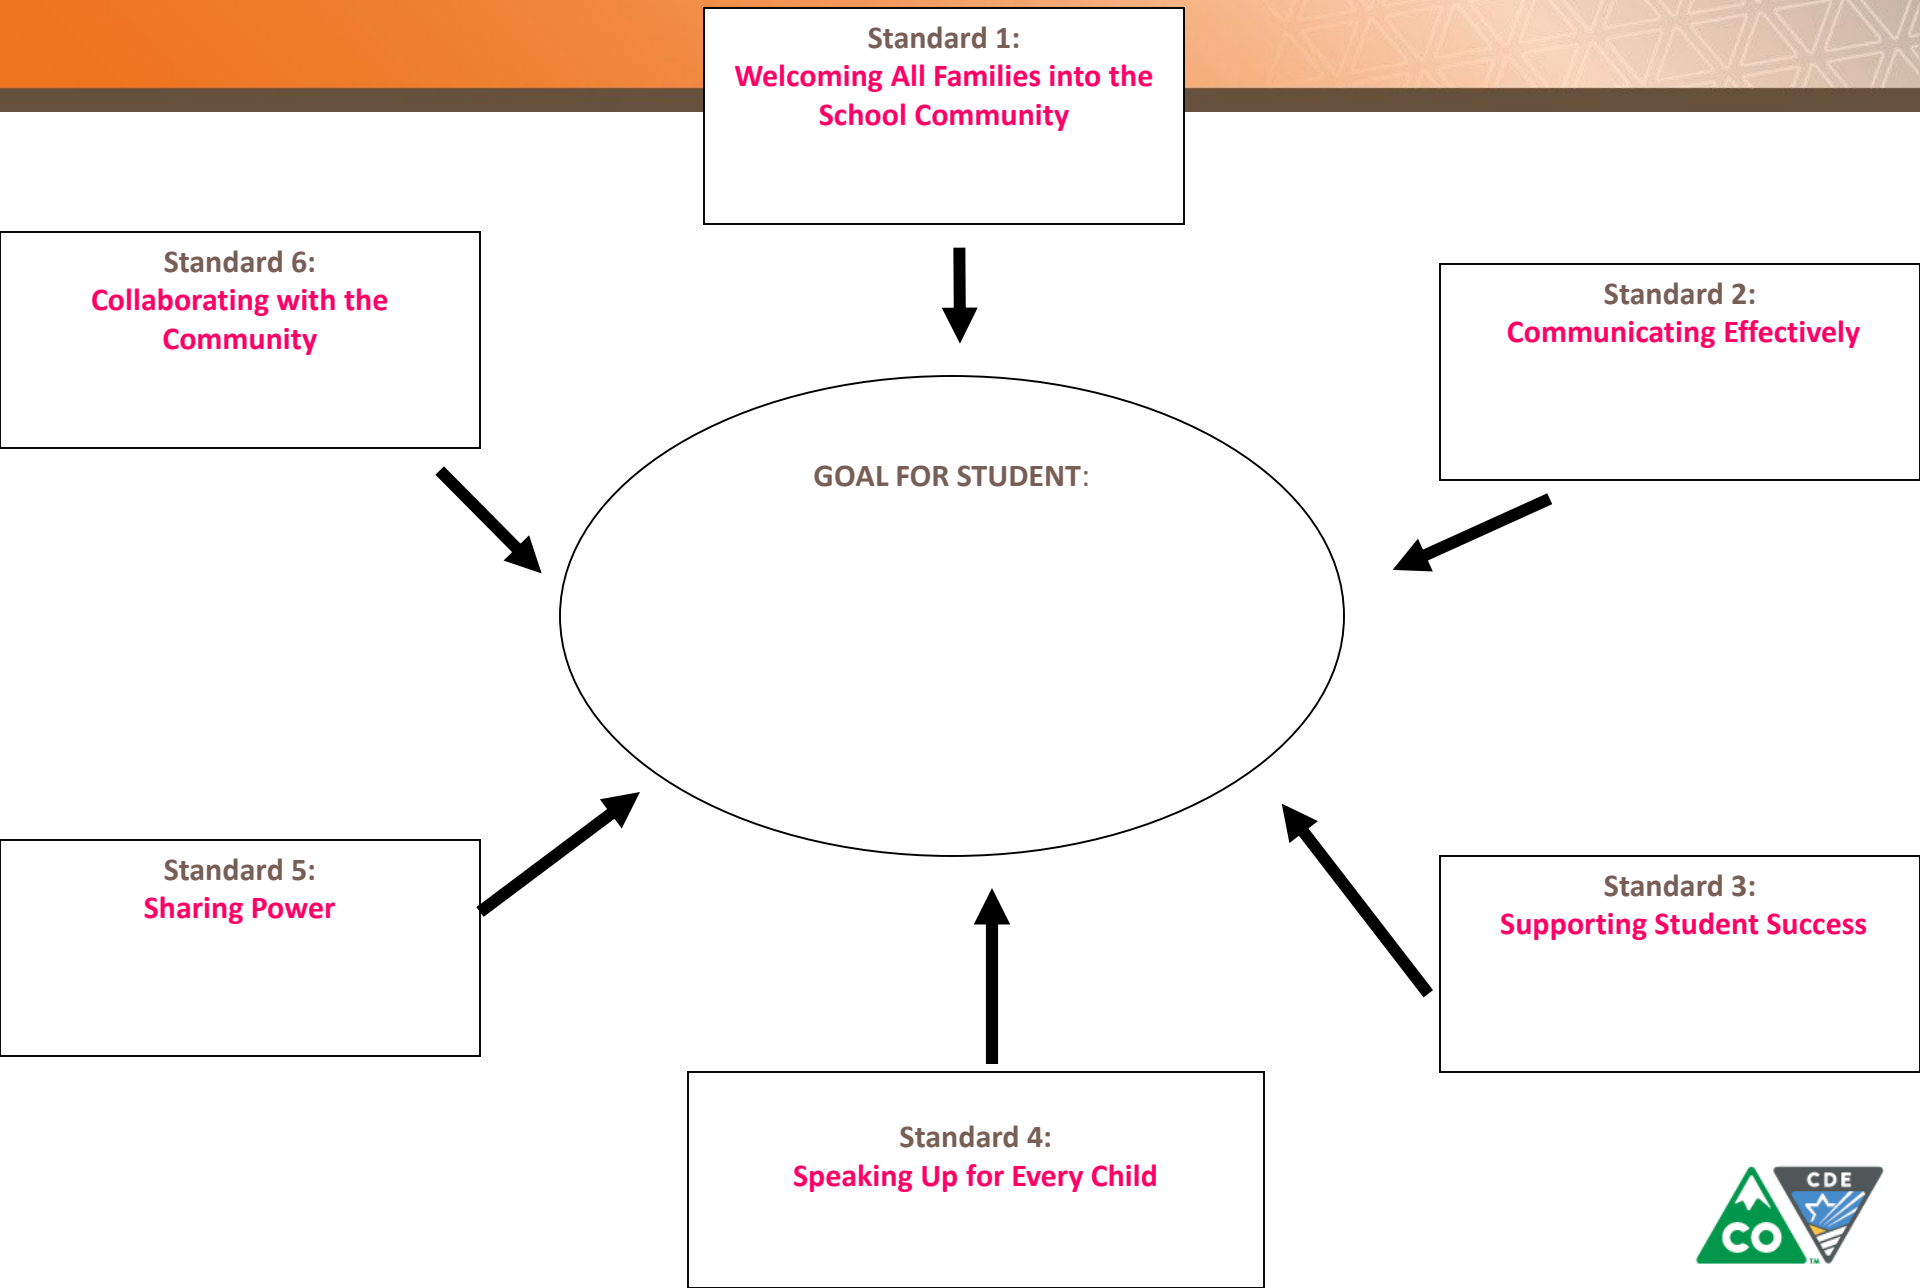 Standard 1:
Welcoming All Families into the
School Community
Standard 6:
Collaborating with the
Community
Standard 2:
Communicating Effectively
GOAL FOR STUDENT:
Standard 5:
Sharing Power
Standard 3:
Supporting Student Success
Standard 4:
Speaking Up for Every Child
CDE
CO
TM